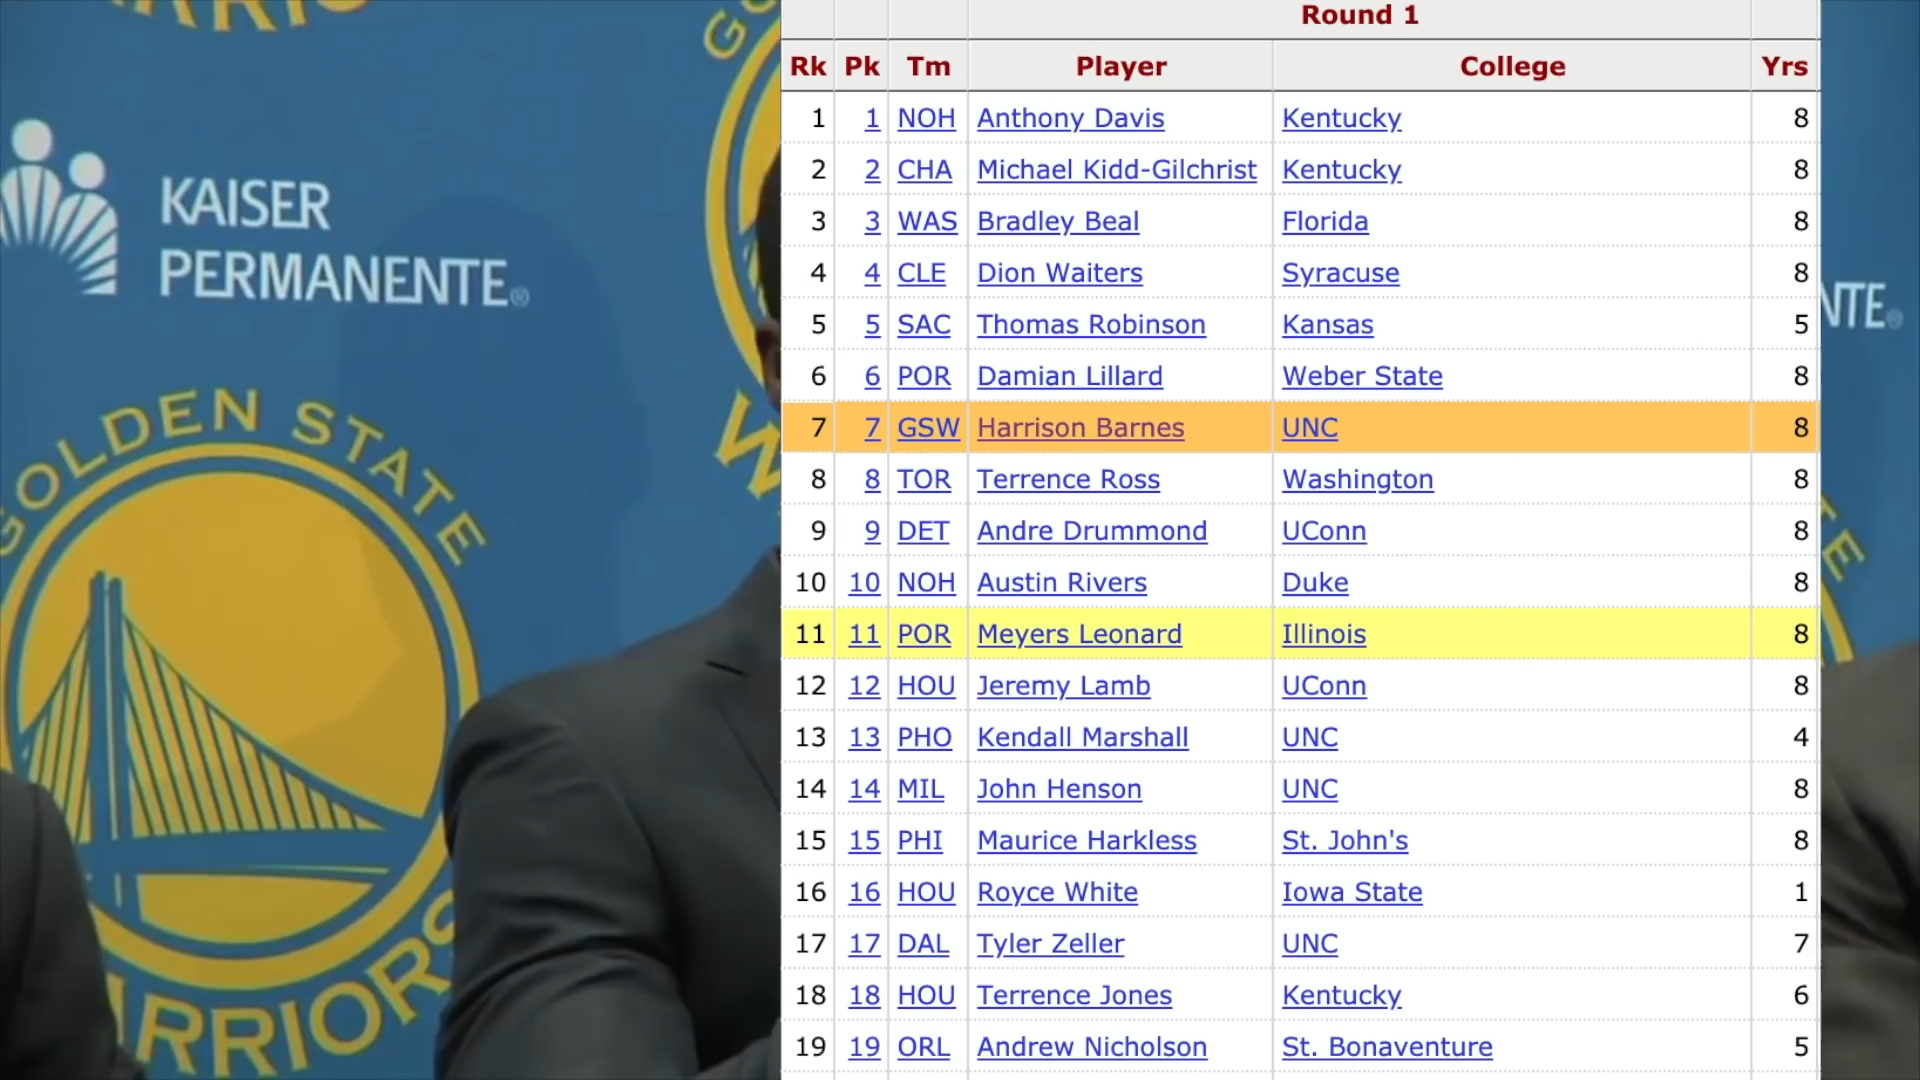 GOLDEN STATE
WARRIORS
KAISER
PERMANENTE®
NTE®
Round 1
Rk Pk Tm Player College Yrs
1 1 NOH Anthony Davis Kentucky 8
2 2 CHA Michael Kidd-Gilchrist Kentucky 8
3 3 WAS Bradley Beal Florida 8
4 4 CLE Dion Waiters Syracuse 8
5 5 SAC Thomas Robinson Kansas 5
6 6 POR Damian Lillard Weber State 8
7 7 GSW Harrison Barnes UNC 8
8 8 TOR Terrence Ross Washington 8
9 9 DET Andre Drummond UConn 8
10 10 NOH Austin Rivers Duke 8
11 11 POR Meyers Leonard Illinois 8
12 12 HOU Jeremy Lamb UConn 8
13 13 PHO Kendall Marshall UNC 4
14 14 MIL John Henson UNC 8
15 15 PHI Maurice Harkless St. John's 8
16 16 HOU Royce White Iowa State 1
17 17 DAL Tyler Zeller UNC 7
18 18 HOU Terrence Jones Kentucky 6
19 19 ORL Andrew Nicholson St. Bonaventure 5